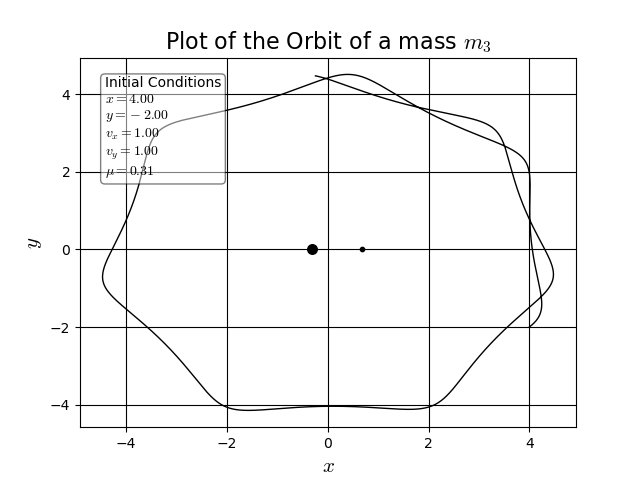 Plot of the Orbit of a mass m₃
Initial Conditions
x = 4.00
y = − 2.00
vₓ = 1.00
v_y = 1.00
μ = 0.31
y
4
2
0
−2
−4
−4 −2 0 2 4
x